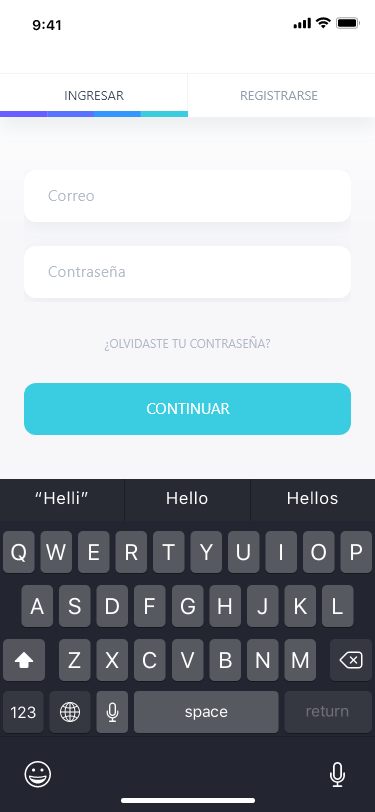 9:41
INGRESAR REGISTRARSE
Correo
Contraseña
¿OLVIDASTE TU CONTRASEÑA?
CONTINUAR
“Helli” Hello Hellos
Q W E R T Y U I O P
A S D F G H J K L
Z X C V B N M
123 space return